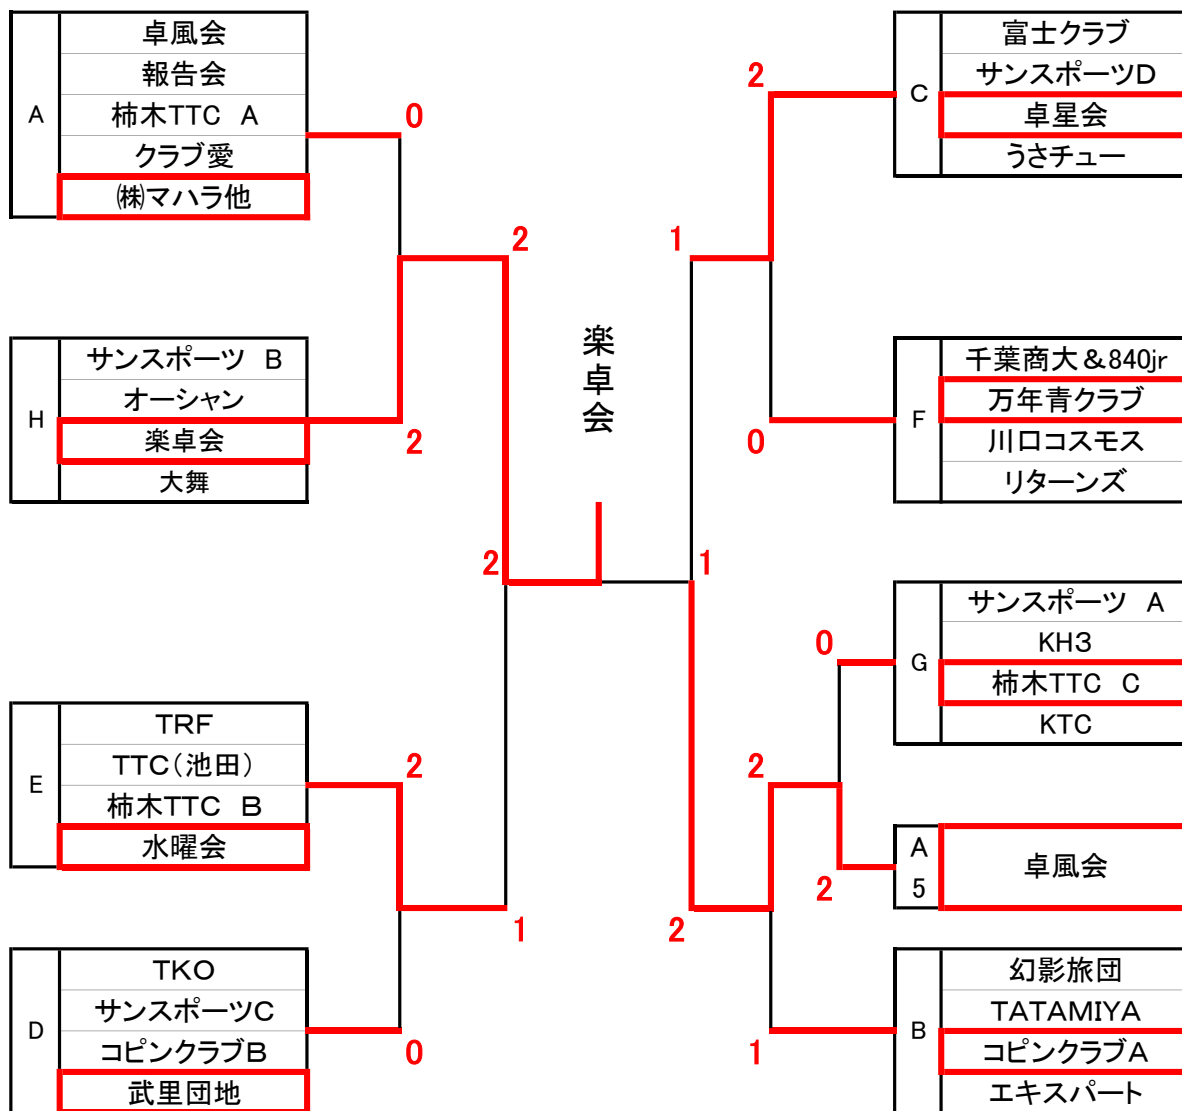 A
卓風会
報告会
柿木TTC A
クラブ愛
㈱マハラ他
0
H
サンスポーツ B
オーシャン
楽卓会
大舞
2
2
E
TRF
TTC(池田)
柿木TTC B
水曜会
2
D
TKO
サンスポーツC
コピンクラブB
武里団地
0
1
2
楽卓会
1
C
富士クラブ
サンスポーツD
卓星会
うさチュー
2
F
千葉商大&840jr
万年青クラブ
川口コスモス
リターンズ
0
1
G
サンスポーツ A
KH3
柿木TTC C
KTC
0
A
5
卓風会
2
2
B
幻影旅団
TATAMIYA
コピンクラブA
エキスパート
1
2